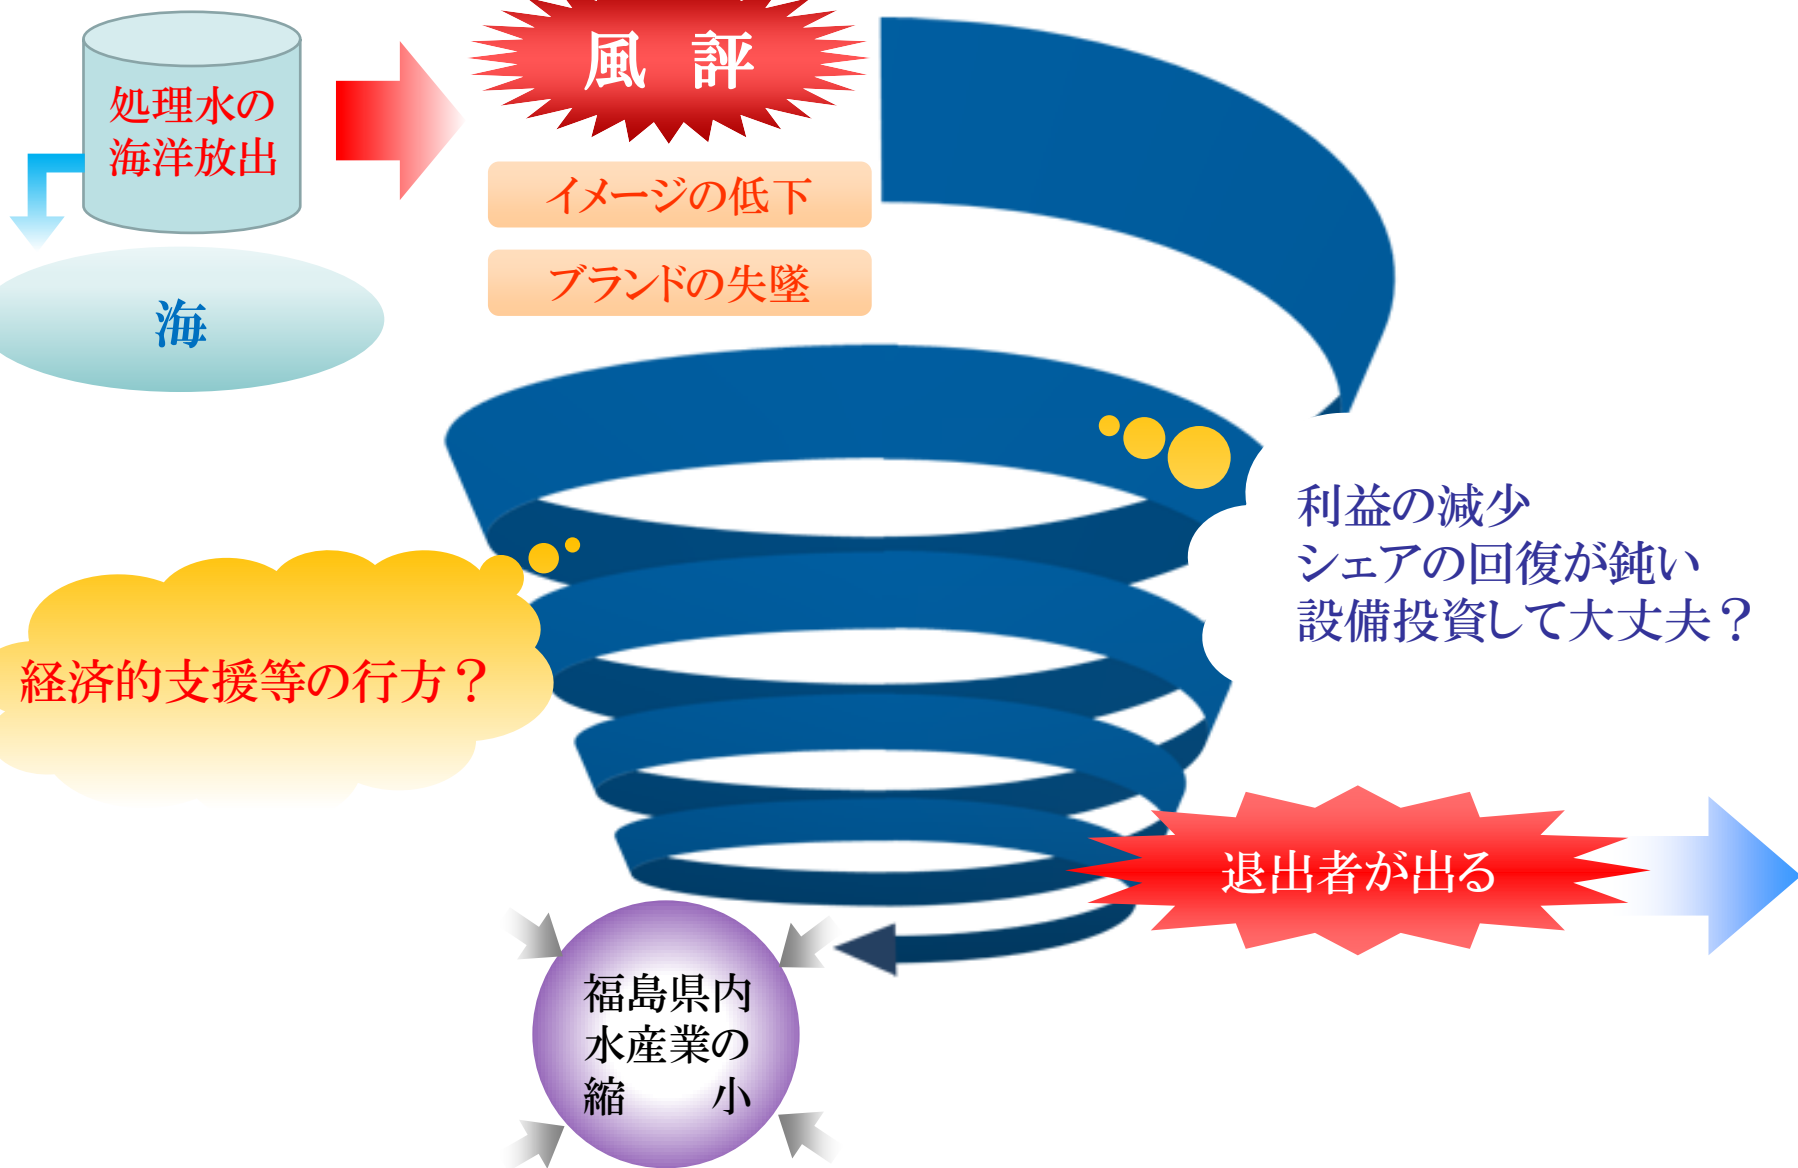 処理水の
海洋放出
海
風　評
イメージの低下
ブランドの失墜
利益の減少
シェアの回復が鈍い
設備投資して大丈夫？
経済的支援等の行方？
退出者が出る
福島県内
水産業の
縮　　小